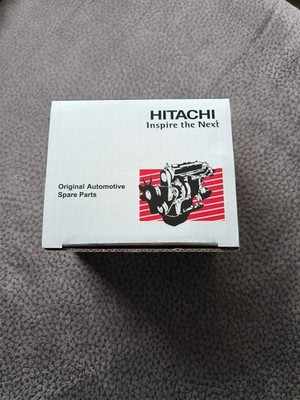 HITACHI
Inspire the Next
Original Automotive
Spare Parts